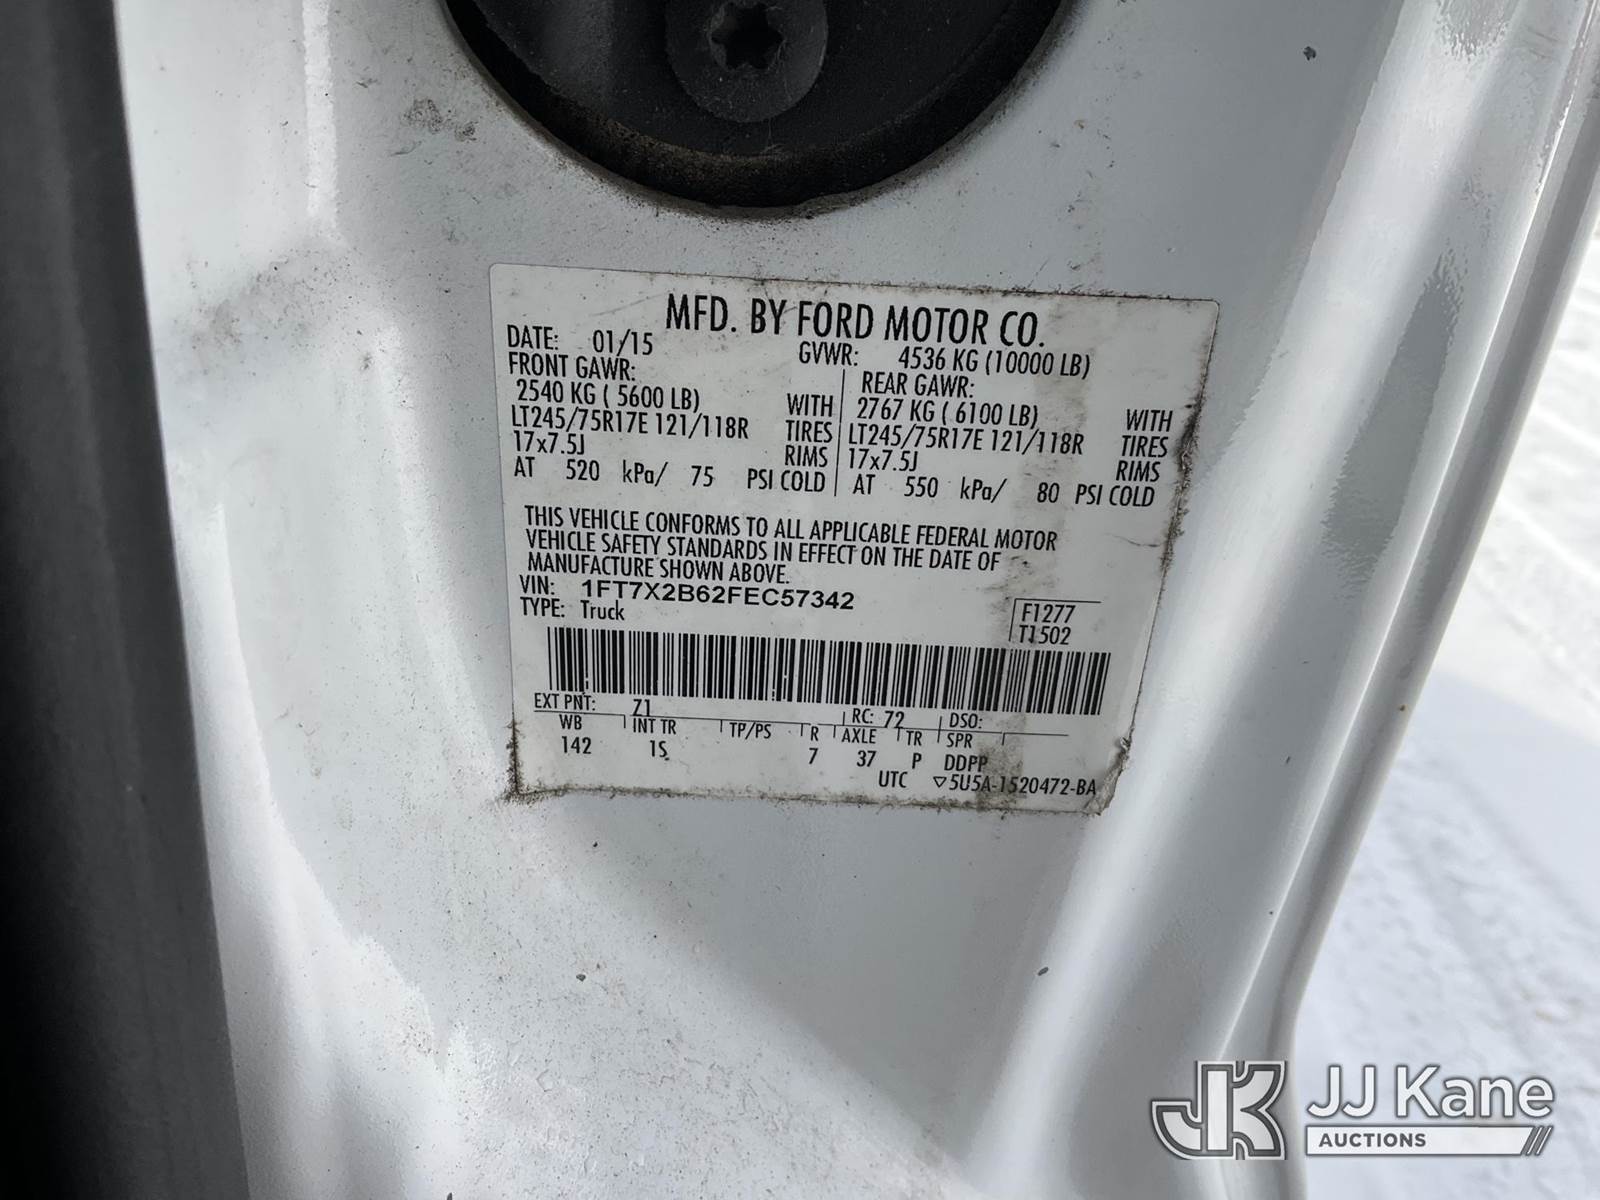 MFD. BY FORD MOTOR CO.
DATE: 01/15 GVWR: 4536 KG (10000 LB)
FRONT GAWR: REAR GAWR:
2540 KG ( 5600 LB) WITH 2767 KG ( 6100 LB) WITH
LT245/75R17E 121/118R TIRES LT245/75R17E 121/118R TIRES
17x7.5J RIMS 17x7.5J RIMS
AT 520 kPa/ 75 PSI COLD AT 550 kPa/ 80 PSI COLD
THIS VEHICLE CONFORMS TO ALL APPLICABLE FEDERAL MOTOR
VEHICLE SAFETY STANDARDS IN EFFECT ON THE DATE OF
MANUFACTURE SHOWN ABOVE.
VIN: 1FT7X2B62FEC57342
TYPE: Truck F1277
T1502
EXT PNT: Z1 RC: 72 DSO:
WB INT TR TP/PS R AXLE TR SPR
142 1S 7 37 P DDPP
UTC ▽5U5A-1520472-BA
JK JJ Kane
AUCTIONS